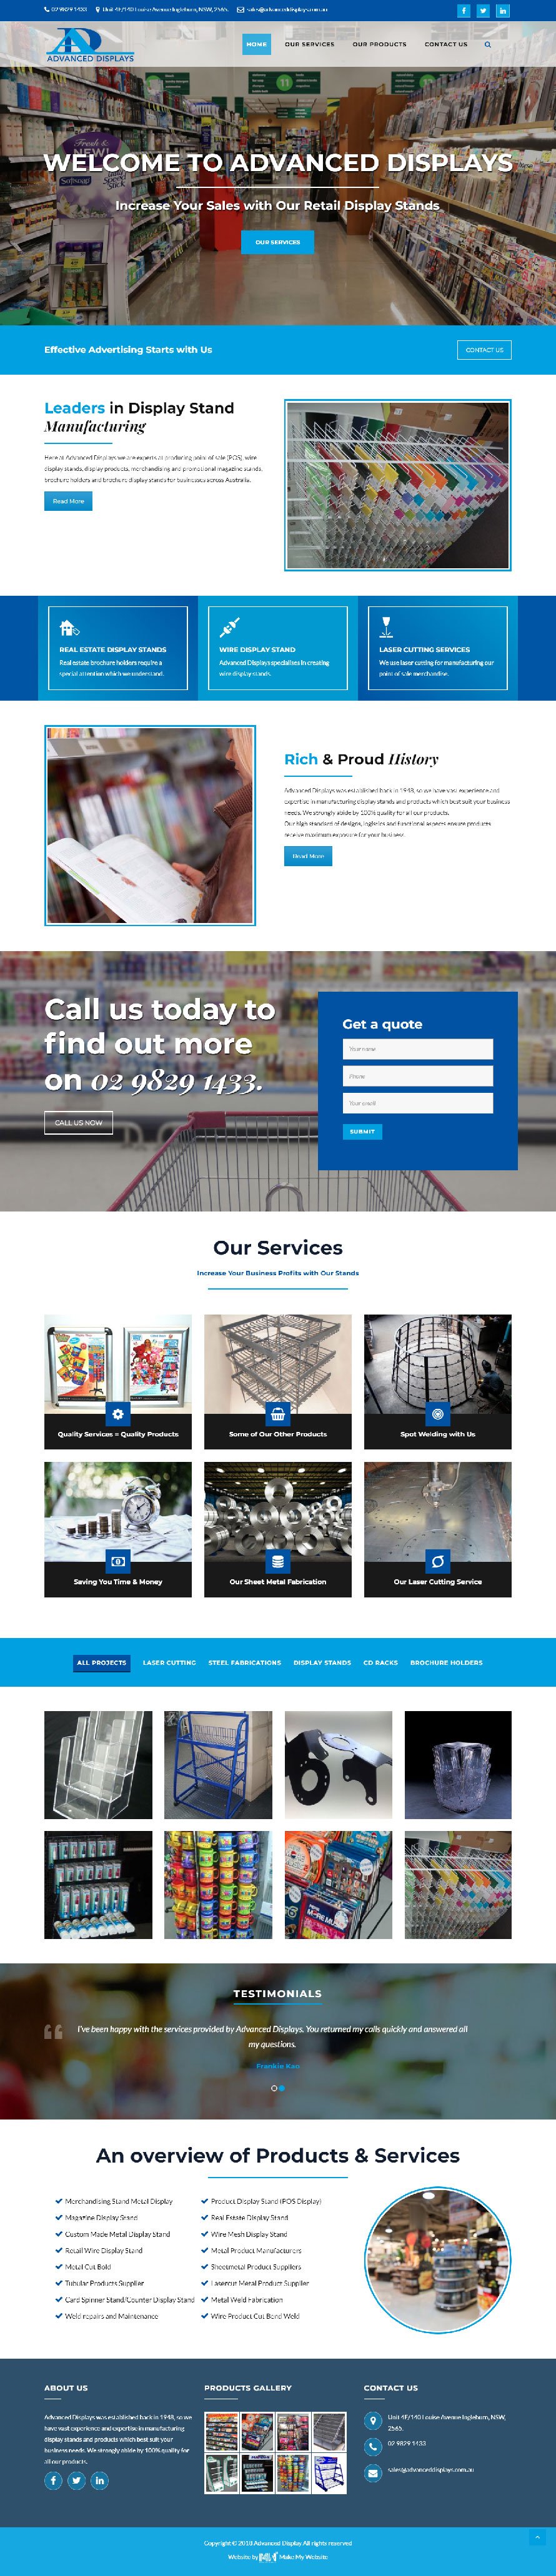 02 9829 1433 Unit 4F/140 Louise Avenue Ingleburn, NSW, 2565. sales@advanceddisplays.com.au
ADVANCED DISPLAYS
HOME OUR SERVICES OUR PRODUCTS CONTACT US
WELCOME TO ADVANCED DISPLAYS
Increase Your Sales with Our Retail Display Stands
OUR SERVICES
Effective Advertising Starts with Us
CONTACT US
Leaders in Display Stand
Manufacturing
Here at Advanced Displays we are experts at producing point of sale (POS), wire
display stands, display products, merchandising and promotional magazine stands,
brochure holders and brochure display stands for businesses across Australia.
Read More
REAL ESTATE DISPLAY STANDS
Real estate brochure holders require a
special attention which we understand.
WIRE DISPLAY STAND
Advanced Displays specialises in creating
wire display stands.
LASER CUTTING SERVICES
We use laser cutting for manufacturing our
point of sale merchandise.
Rich & Proud History
Advanced Displays was established back in 1948, so we have vast experience and
expertise in manufacturing display stands and products which best suit your business
needs. We strongly abide by 100% quality for all our products.
Our high standard of designs, logistics and functional aspects ensure products
receive maximum exposure for your business.
Read More
Call us today to
find out more
on 02 9829 1433.
CALL US NOW
Get a quote
Your name
Phone
Your email
SUBMIT
Our Services
Increase Your Business Profits with Our Stands
Quality Services = Quality Products
Some of Our Other Products
Spot Welding with Us
Saving You Time & Money
Our Sheet Metal Fabrication
Our Laser Cutting Service
ALL PROJECTS LASER CUTTING STEEL FABRICATIONS DISPLAY STANDS CD RACKS BROCHURE HOLDERS
TESTIMONIALS
I've been happy with the services provided by Advanced Displays. You returned my calls quickly and answered all
my questions.
Frankie Kan
An overview of Products & Services
Merchandising Stand Metal Display
Magazine Display Stand
Custom Made Metal Display Stand
Retail Wire Display Stand
Metal Cut Bold
Tubular Products Supplier
Card Spinner Stand/Counter Display Stand
Weld repairs and Maintenance
Product Display Stand (POS Display)
Real Estate Display Stand
Wire Mesh Display Stand
Metal Product Manufacturers
Sheetmetal Product Suppliers
Lasercut Metal Product Supplier
Metal Weld Fabrication
Wire Product Cut Bend Weld
ABOUT US
Advanced Displays was established back in 1948, so we
have vast experience and expertise in manufacturing
display stands and products which best suit your
business needs. We strongly abide by 100% quality for
all our products.
PRODUCTS GALLERY
CONTACT US
Unit 4F/140 Louise Avenue Ingleburn, NSW,
2565.
02 9829 1433
sales@advanceddisplays.com.au
Copyright © 2018 Advanced Display All rights reserved
Website by Make My Website